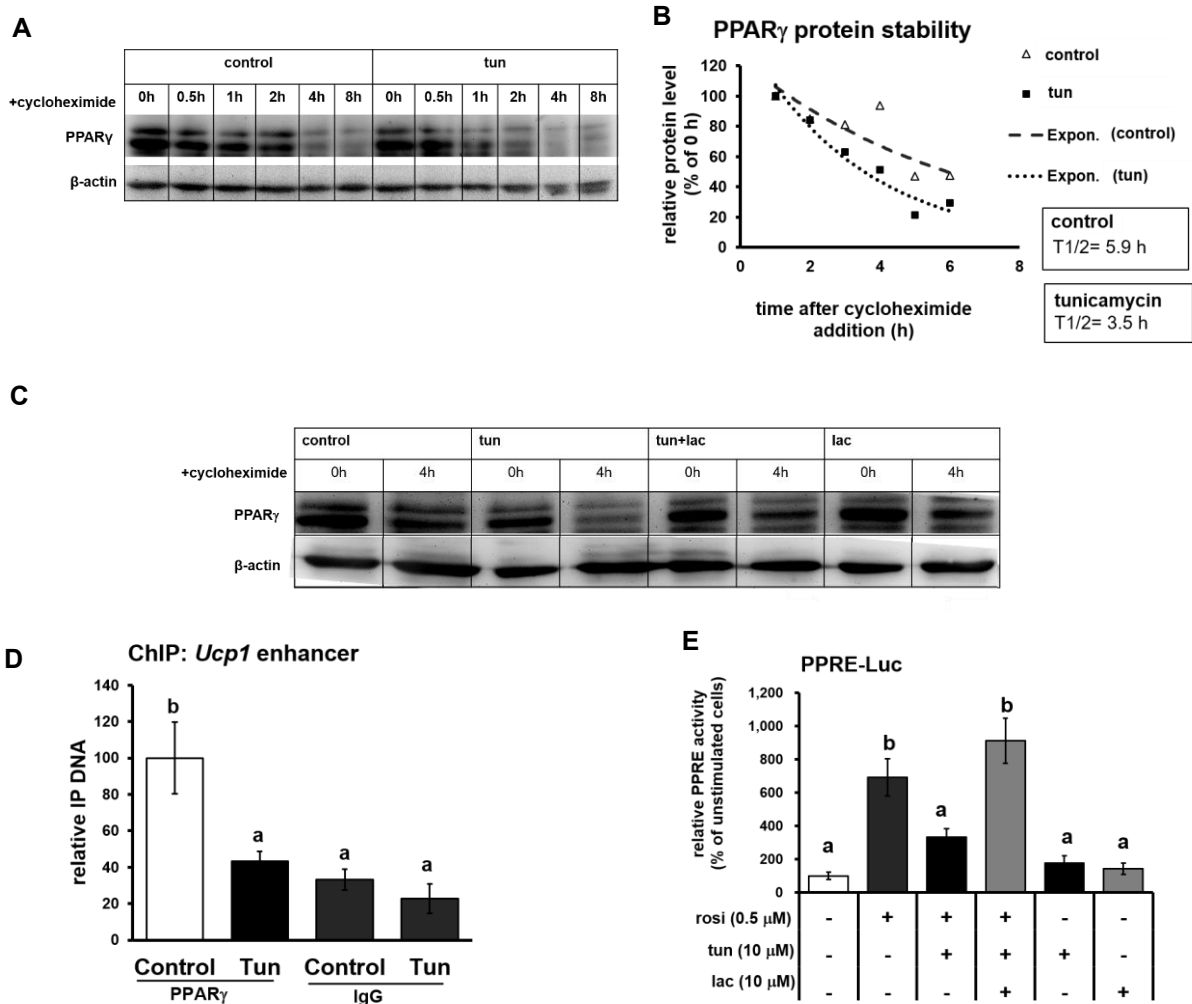 A
control tun
+cycloheximide 0h 0.5h 1h 2h 4h 8h 0h 0.5h 1h 2h 4h 8h
PPARγ
β-actin
B
PPARγ protein stability
relative protein level
(% of 0 h)
120
100
80
60
40
20
0
0 2 4 6 8
time after cycloheximide
addition (h)
control
tun
Expon. (control)
Expon. (tun)
control
T1/2= 5.9 h
tunicamycin
T1/2= 3.5 h
C
control tun tun+lac lac
+cycloheximide 0h 4h 0h 4h 0h 4h 0h 4h
PPARγ
β-actin
D
ChIP: Ucp1 enhancer
relative IP DNA
140
120
100
80
60
40
20
0
b a a a
Control Tun Control Tun
PPARγ IgG
E
PPRE-Luc
relative PPRE activity
(% of unstimulated cells)
1,200
1,000
800
600
400
200
0
a b a b a a
rosi (0.5 µM) - + + + - -
tun (10 µM) - - + + + -
lac (10 µM) - - - + - +